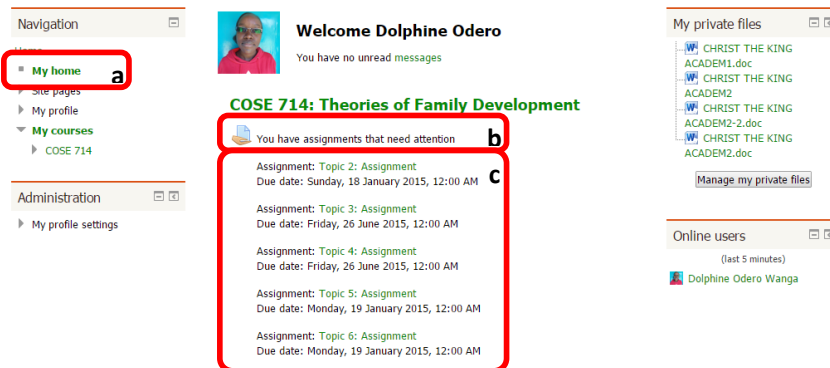 Navigation
Home
My home
a
Site pages
My profile
My courses
COSE 714
Administration
My profile settings
Welcome Dolphine Odero
You have no unread messages
COSE 714: Theories of Family Development
You have assignments that need attention
b
c
Assignment: Topic 2: Assignment
Due date: Sunday, 18 January 2015, 12:00 AM
Assignment: Topic 3: Assignment
Due date: Friday, 26 June 2015, 12:00 AM
Assignment: Topic 4: Assignment
Due date: Friday, 26 June 2015, 12:00 AM
Assignment: Topic 5: Assignment
Due date: Monday, 19 January 2015, 12:00 AM
Assignment: Topic 6: Assignment
Due date: Monday, 19 January 2015, 12:00 AM
My private files
CHRIST THE KING
ACADEM1.doc
CHRIST THE KING
ACADEM2
CHRIST THE KING
ACADEM2-2.doc
CHRIST THE KING
ACADEM2.doc
Manage my private files
Online users
(last 5 minutes)
Dolphine Odero Wanga